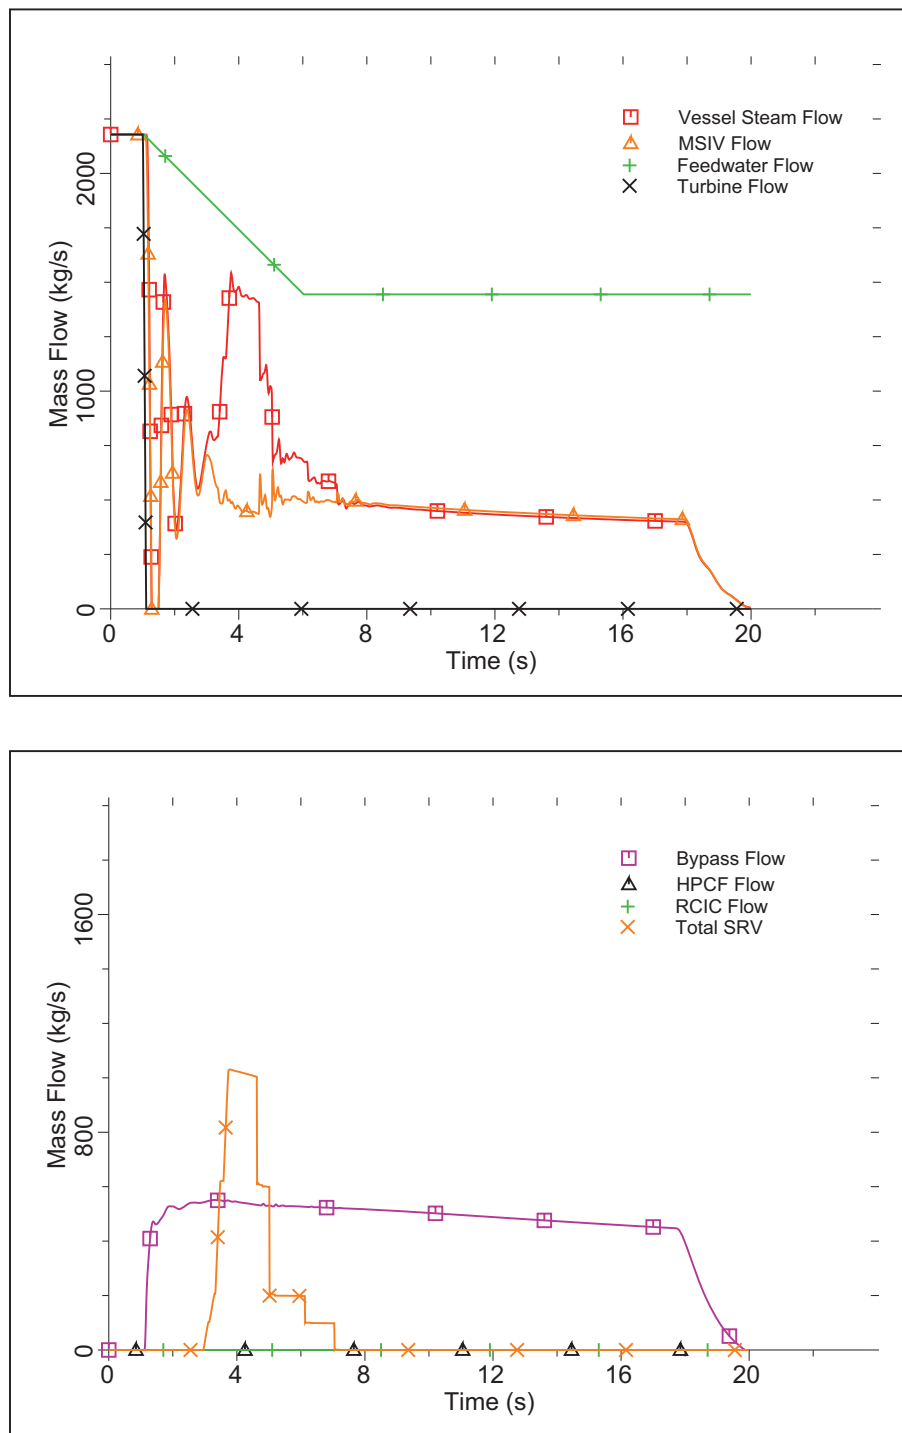 Vessel Steam Flow
MSIV Flow
Feedwater Flow
Turbine Flow
Mass Flow (kg/s)
2000
1000
0
0 4 8 12 16 20
Time (s)
Bypass Flow
HPCF Flow
RCIC Flow
Total SRV
Mass Flow (kg/s)
1600
800
0
0 4 8 12 16 20
Time (s)